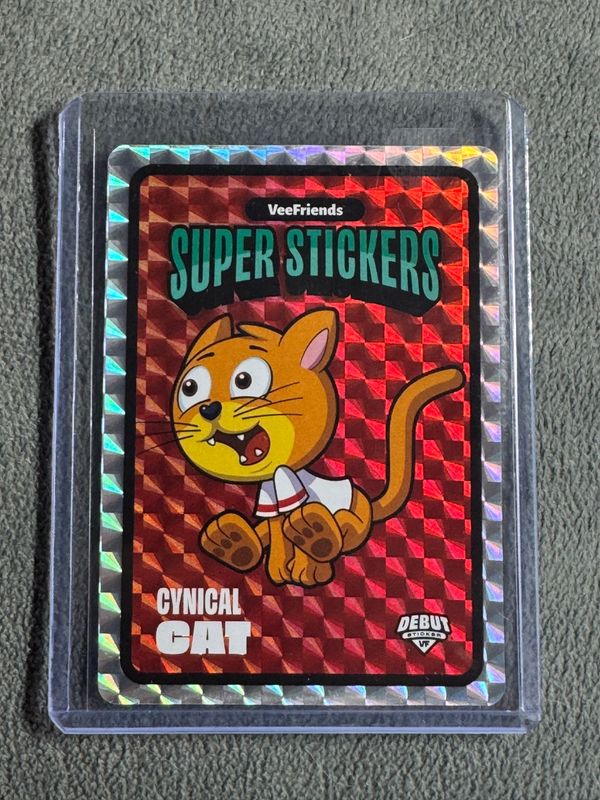 VeeFriends
SUPER STICKERS
CYNICAL
CAT
DEBUT
STICKER
VF